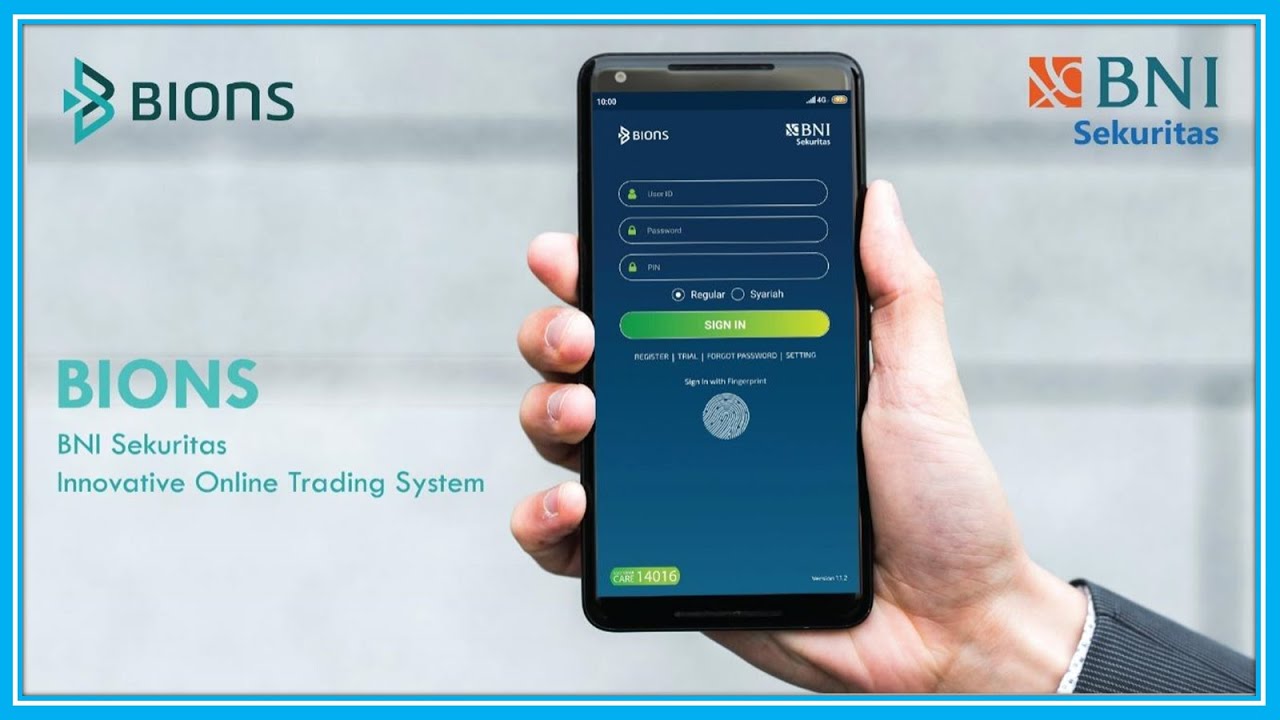 BIONS
BNI
Sekuritas
10:00
4G
BIONS
BNI
Sekuritas
User ID
Password
PIN
Regular Syariah
SIGN IN
REGISTER | TRIAL | FORGOT PASSWORD | SETTING
Sign in with Fingerprint
BIONS
BNI Sekuritas
Innovative Online Trading System
CUSTOMER
CARE 14016
Version 1.1.2